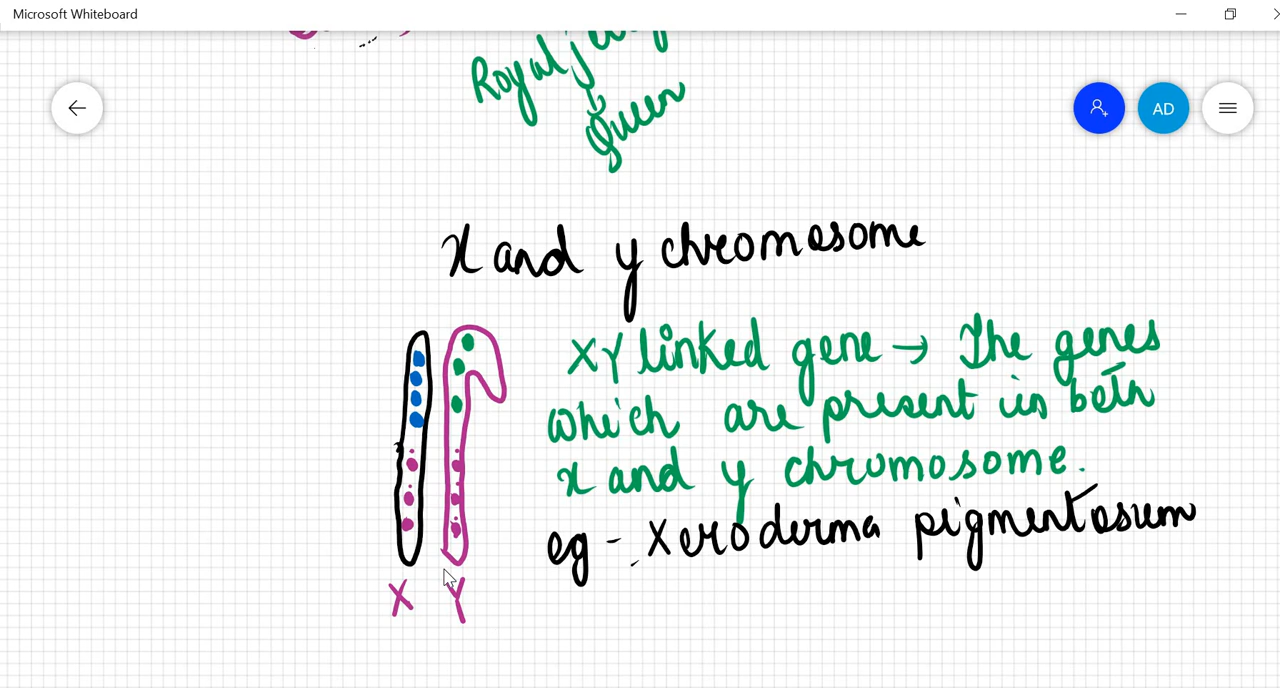 Microsoft Whiteboard
Royal jelly
Queen
AD
x and y chromosome
XY linked gene → The genes
which are present in both
x and y chromosome.
eg - Xeroderma pigmentosum
X Y